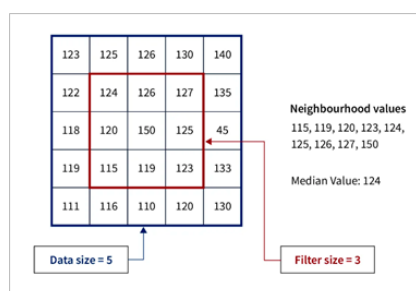 123 125 126 130 140
122 124 126 127 135
118 120 150 125 45
119 115 119 123 133
111 116 110 120 130
Neighbourhood values
115, 119, 120, 123, 124,
125, 126, 127, 150
Median Value: 124
Data size = 5
Filter size = 3